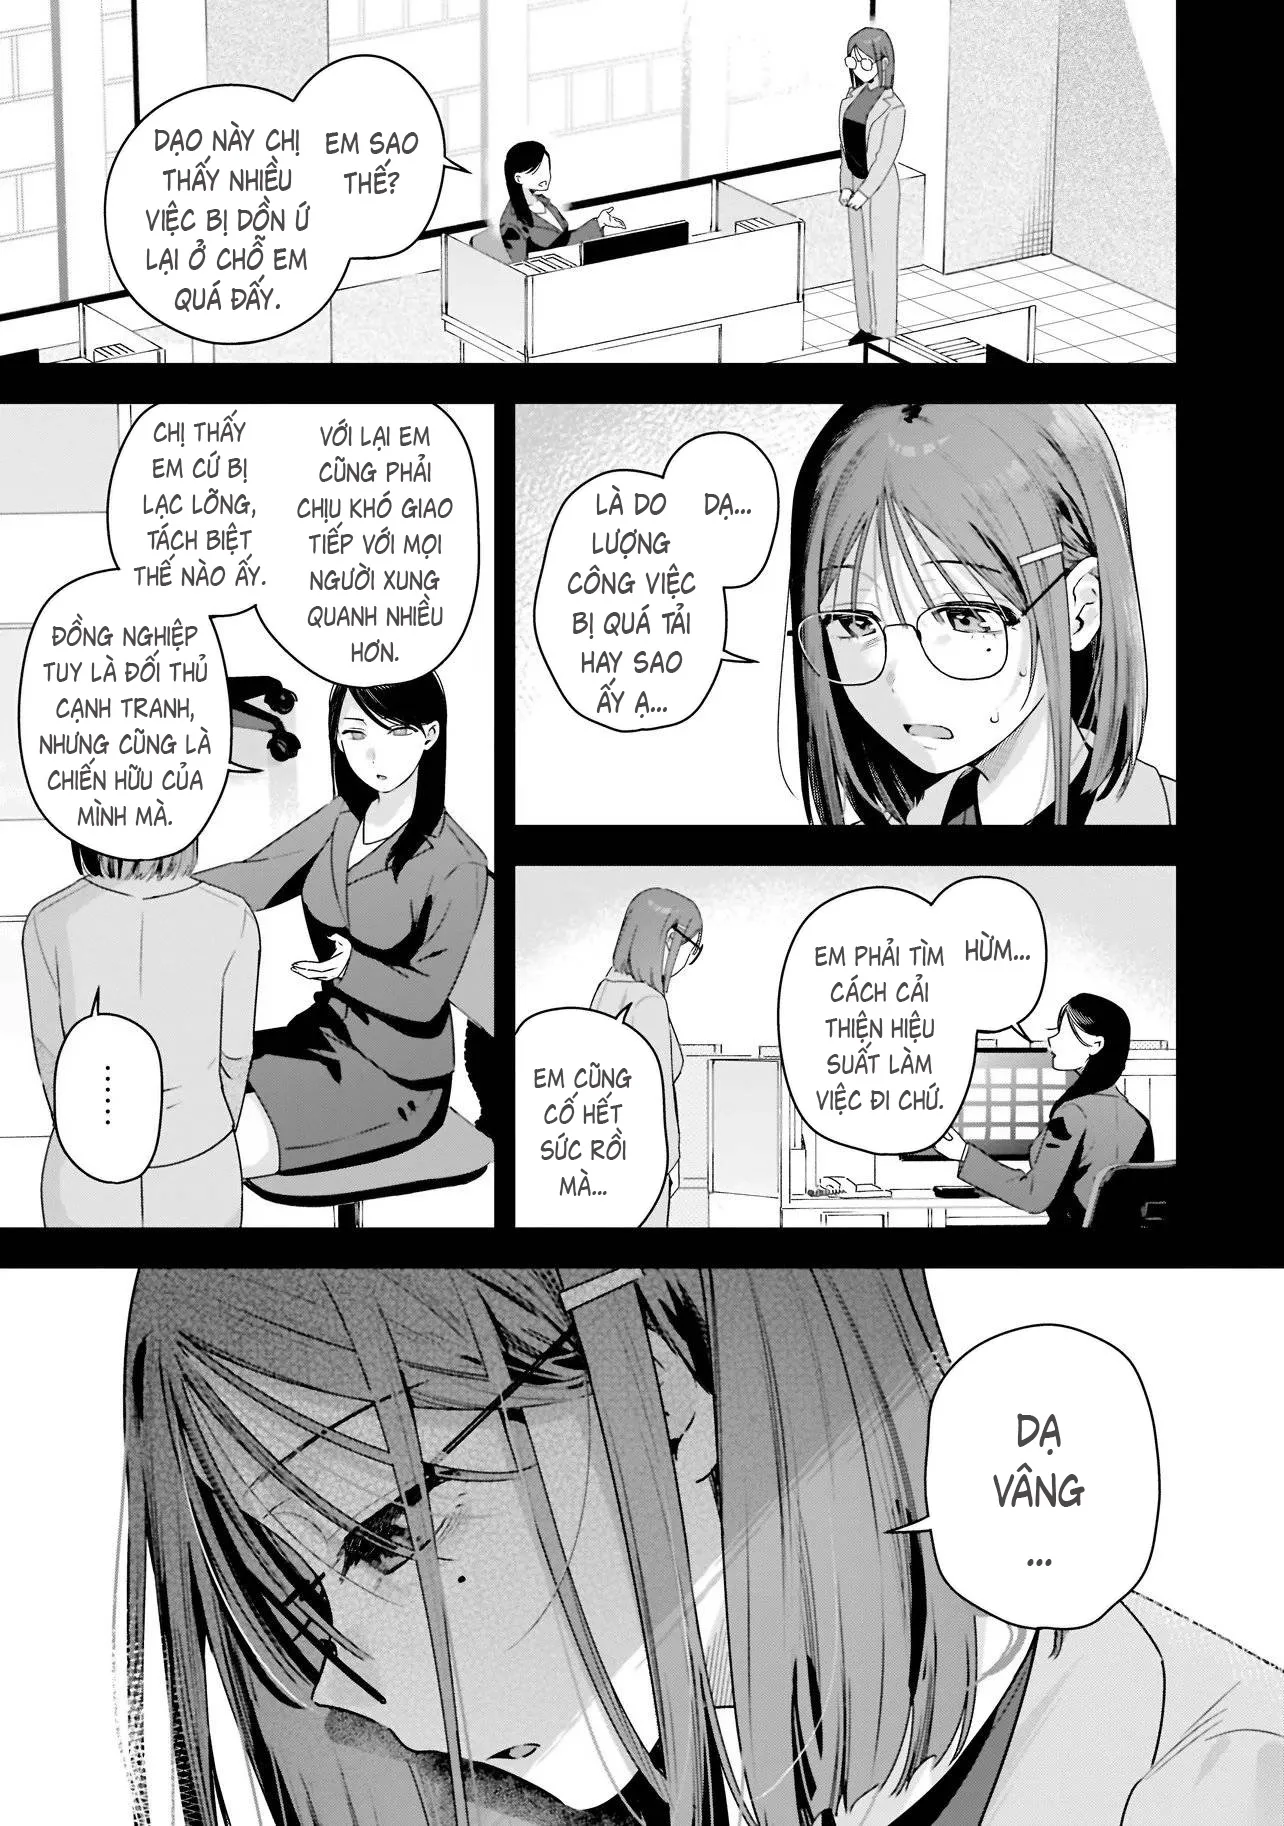 EM SAO
THẾ?
DẠO NÀY CHỊ
THẤY NHIỀU
VIỆC BỊ DỒN Ứ
LẠI Ở CHỖ EM
QUÁ ĐẤY.
DẠ...
LÀ DO
LƯỢNG
CÔNG VIỆC
BỊ QUÁ TẢI
HAY SAO
ẤY Ạ...
HỪM...
EM PHẢI TÌM
CÁCH CẢI
THIỆN HIỆU
SUẤT LÀM
VIỆC ĐI CHỨ.
EM CŨNG
CỐ HẾT
SỨC RỒI
MÀ...
VỚI LẠI EM
CŨNG PHẢI
CHỊU KHÓ GIAO
TIẾP VỚI MỌI
NGƯỜI XUNG
QUANH NHIỀU
HƠN.
CHỊ THẤY
EM CỨ BỊ
LẠC LÕNG,
TÁCH BIỆT
THẾ NÀO ẤY.
ĐỒNG NGHIỆP
TUY LÀ ĐỐI THỦ
CẠNH TRANH,
NHƯNG CŨNG LÀ
CHIẾN HỮU CỦA
MÌNH MÀ.
......
DẠ
VÂNG
...